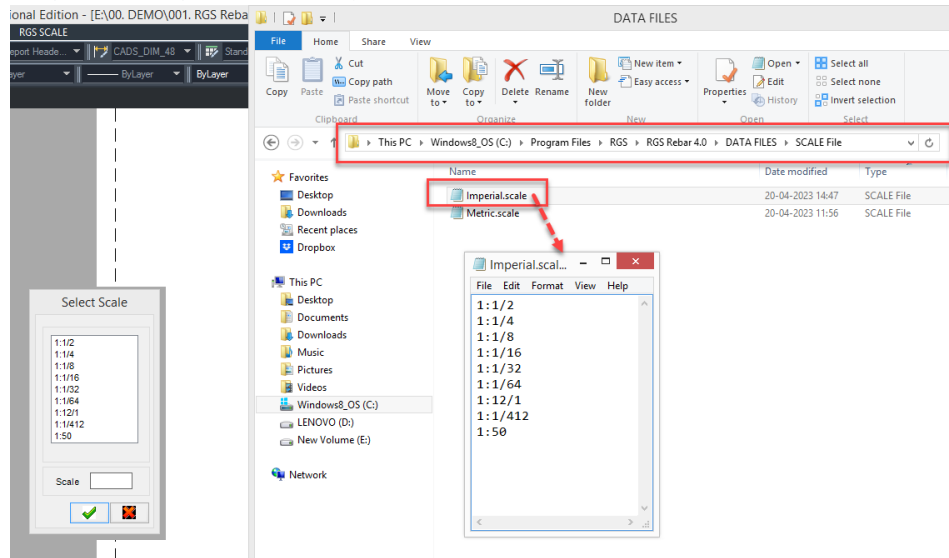 ional Edition - [E:\00. DEMO\001. RGS Reba
RGS SCALE
eport Heade...
CADS_DIM_48
Stand
ayer
ByLayer
ByLayer
Select Scale
1:1/2
1:1/4
1:1/8
1:1/16
1:1/32
1:1/64
1:12/1
1:1/412
1:50
Scale
DATA FILES
File Home Share View
Copy
Paste
Cut
Copy path
Paste shortcut
Clipboard
Move to
Copy to
Delete
Rename
Organize
New folder
New item
Easy access
New
Properties
Open
Edit
History
Open
Select all
Select none
Invert selection
Select
This PC Windows8_OS (C:) Program Files RGS RGS Rebar 4.0 DATA FILES SCALE File
Name Date modified Type
Imperial.scale 20-04-2023 14:47 SCALE File
Metric.scale 20-04-2023 11:56 SCALE File
Favorites
Desktop
Downloads
Recent places
Dropbox
This PC
Desktop
Documents
Downloads
Music
Pictures
Videos
Windows8_OS (C:)
LENOVO (D:)
New Volume (E:)
Network
Imperial.scal...
File Edit Format View Help
1:1/2
1:1/4
1:1/8
1:1/16
1:1/32
1:1/64
1:12/1
1:1/412
1:50